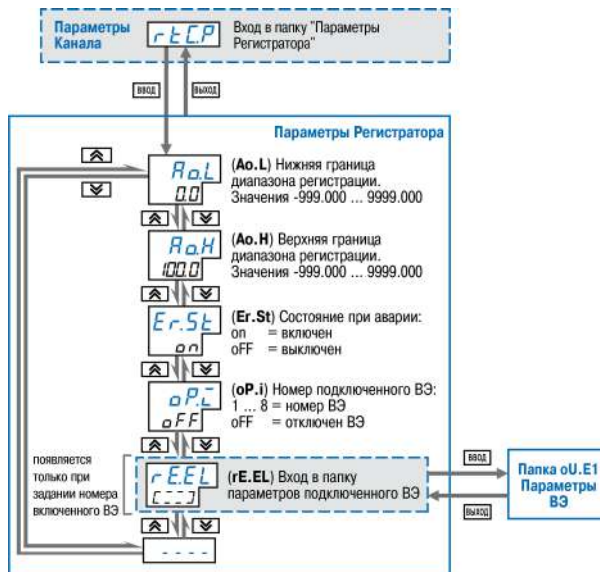 Параметры
Канала
rtC.P
Вход в папку "Параметры
Регистратора"
ввод
выход
Параметры Регистратора
Ao.L
0.0
(Ao.L) Нижняя граница
диапазона регистрации.
Значения -999.000 ... 9999.000
Ao.H
100.0
(Ao.H) Верхняя граница
диапазона регистрации.
Значения -999.000 ... 9999.000
Er.St
on
(Er.St) Состояние при аварии:
on = включен
oFF = выключен
oP.i
oFF
(oP.i) Номер подключенного ВЭ:
1 ... 8 = номер ВЭ
oFF = отключен ВЭ
появляется
только при
задании номера
включенного ВЭ
rE.EL
[---]
(rE.EL) Вход в папку
параметров подключенного ВЭ
ввод
выход
Папка oU.E1
Параметры
ВЭ
----